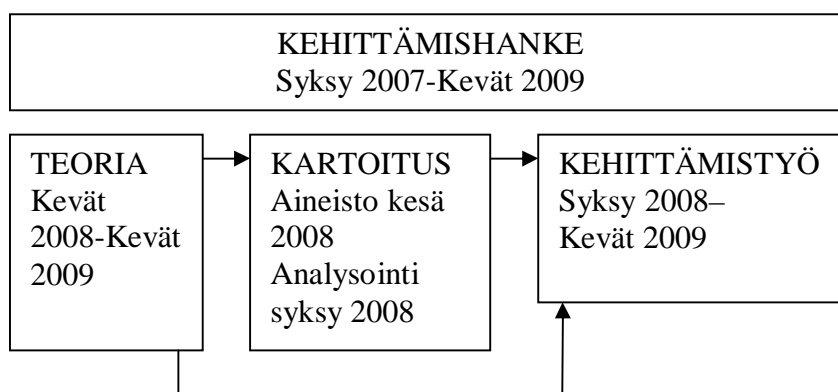 KEHITTÄMISHANKE
Syksy 2007-Kevät 2009
TEORIA
Kevät
2008-Kevät
2009
KARTOITUS
Aineisto kesä
2008
Analysointi
syksy 2008
KEHITTÄMISTYÖ
Syksy 2008–
Kevät 2009